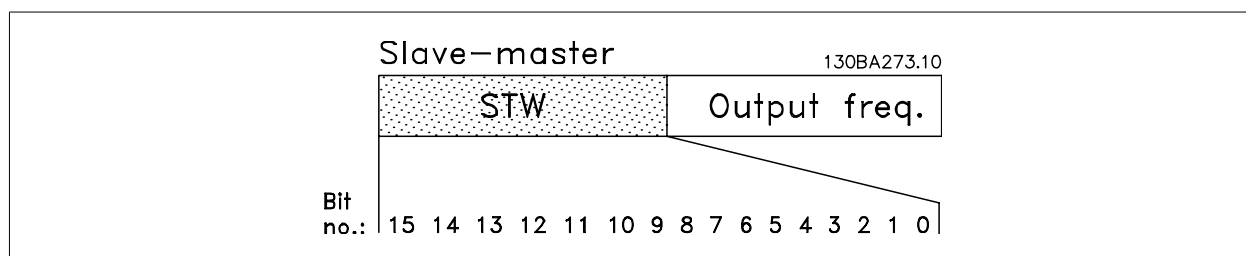 Slave-master 130BA273.10
STW Output freq.
Bit
no.: 15 14 13 12 11 10 9 8 7 6 5 4 3 2 1 0